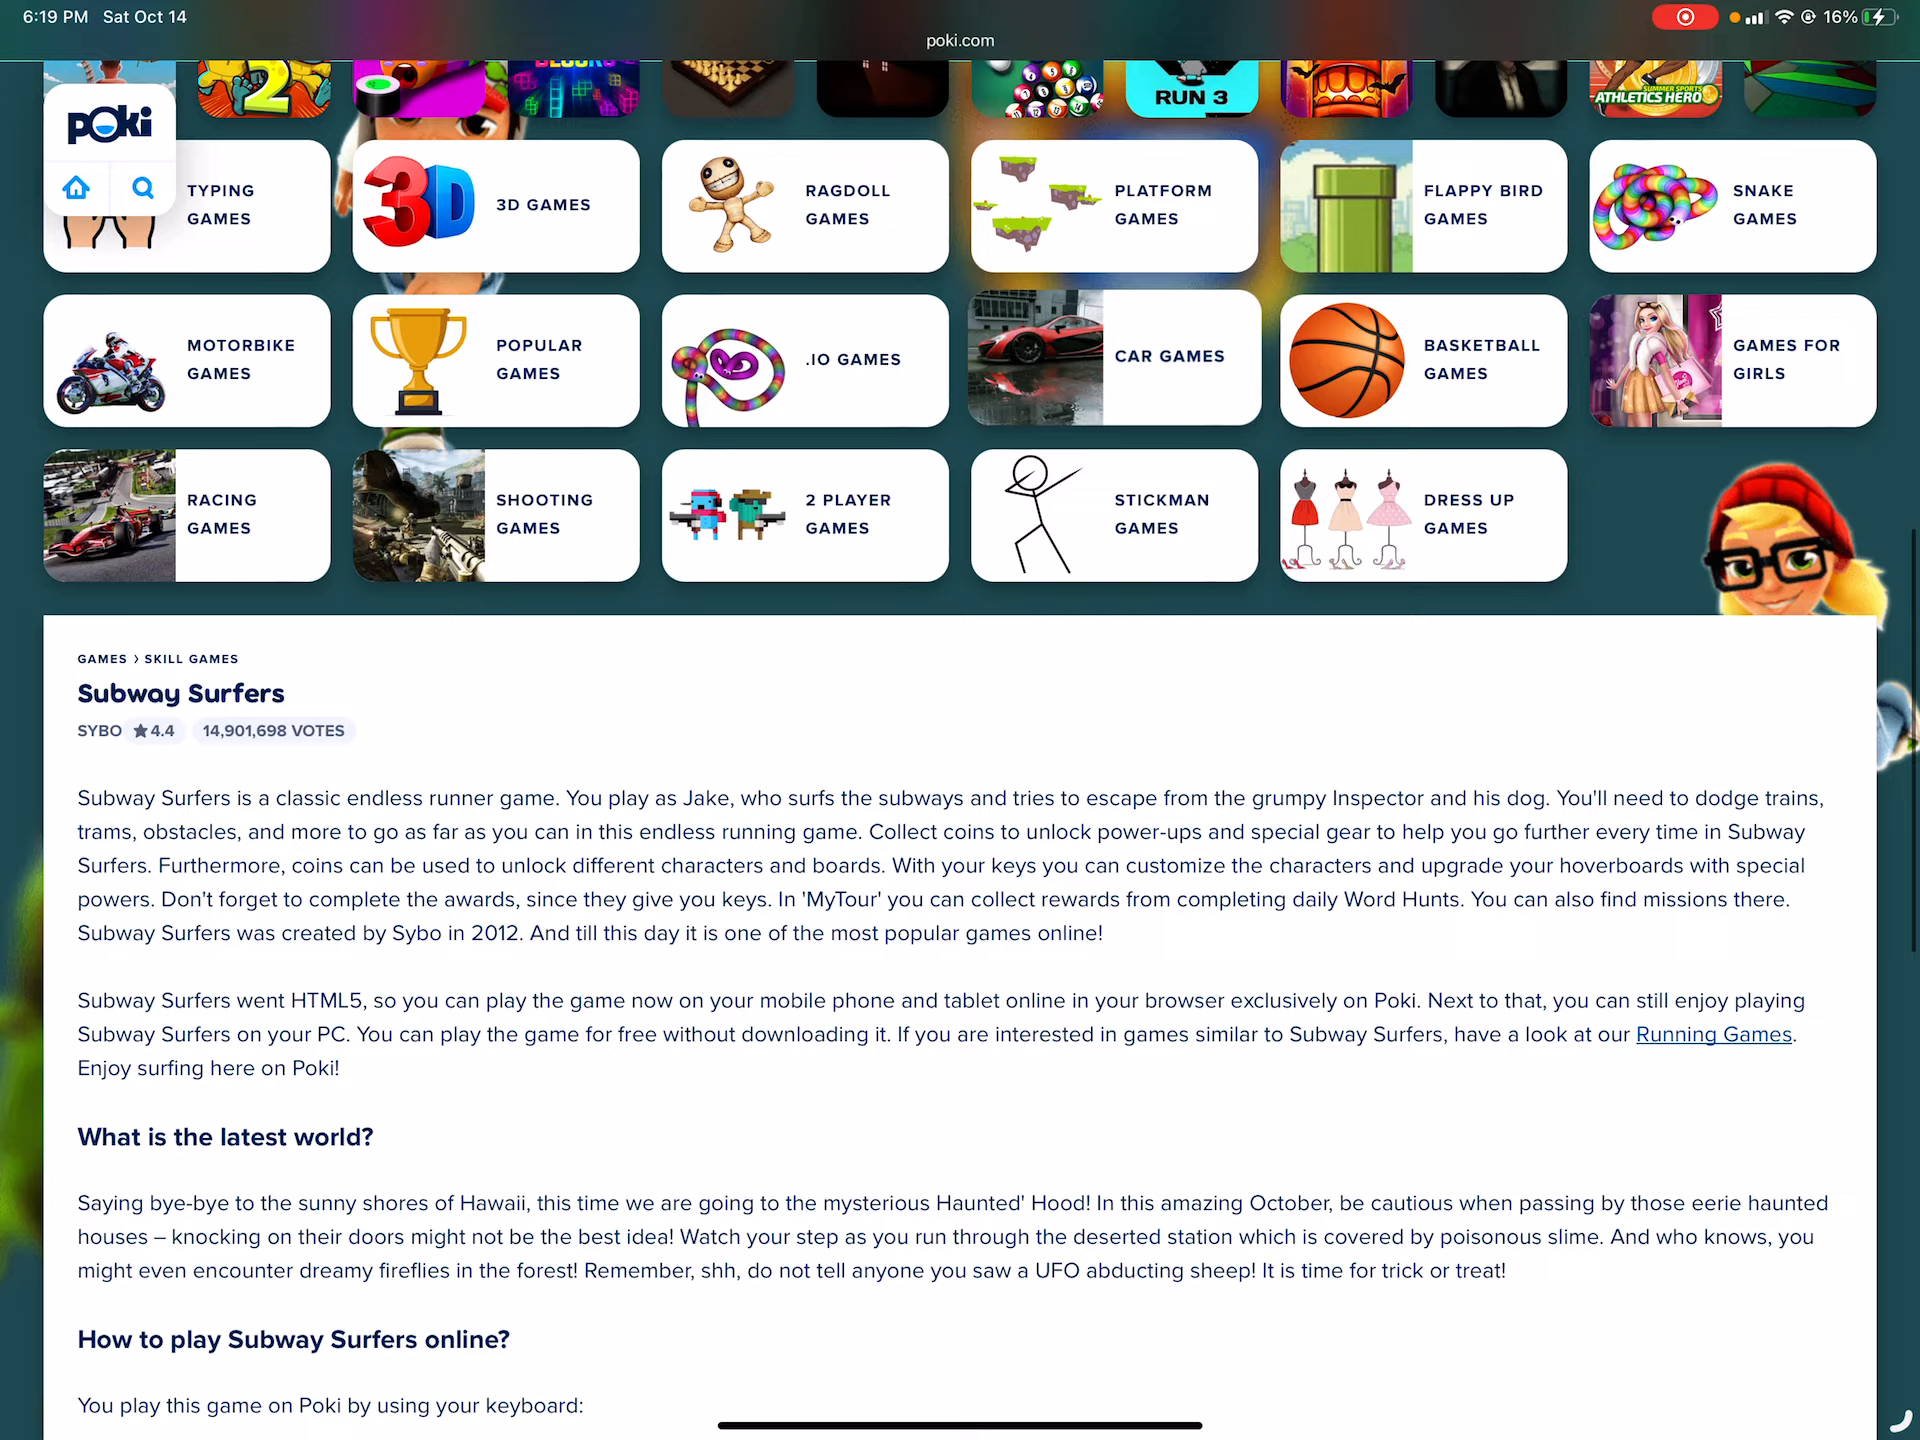 6:19 PM Sat Oct 14
16%
poki.com
2
RUN 3
SUMMER SPORTS
ATHLETICS HERO
poki
TYPING
GAMES
3D
3D GAMES
RAGDOLL
GAMES
PLATFORM
GAMES
FLAPPY BIRD
GAMES
SNAKE
GAMES
MOTORBIKE
GAMES
POPULAR
GAMES
.IO GAMES
CAR GAMES
BASKETBALL
GAMES
GAMES FOR
GIRLS
RACING
GAMES
SHOOTING
GAMES
2 PLAYER
GAMES
STICKMAN
GAMES
DRESS UP
GAMES
GAMES › SKILL GAMES
Subway Surfers
SYBO ★4.4 14,901,698 VOTES
Subway Surfers is a classic endless runner game. You play as Jake, who surfs the subways and tries to escape from the grumpy Inspector and his dog. You'll need to dodge trains,
trams, obstacles, and more to go as far as you can in this endless running game. Collect coins to unlock power-ups and special gear to help you go further every time in Subway
Surfers. Furthermore, coins can be used to unlock different characters and boards. With your keys you can customize the characters and upgrade your hoverboards with special
powers. Don't forget to complete the awards, since they give you keys. In 'MyTour' you can collect rewards from completing daily Word Hunts. You can also find missions there.
Subway Surfers was created by Sybo in 2012. And till this day it is one of the most popular games online!
Subway Surfers went HTML5, so you can play the game now on your mobile phone and tablet online in your browser exclusively on Poki. Next to that, you can still enjoy playing
Subway Surfers on your PC. You can play the game for free without downloading it. If you are interested in games similar to Subway Surfers, have a look at our Running Games.
Enjoy surfing here on Poki!
What is the latest world?
Saying bye-bye to the sunny shores of Hawaii, this time we are going to the mysterious Haunted' Hood! In this amazing October, be cautious when passing by those eerie haunted
houses – knocking on their doors might not be the best idea! Watch your step as you run through the deserted station which is covered by poisonous slime. And who knows, you
might even encounter dreamy fireflies in the forest! Remember, shh, do not tell anyone you saw a UFO abducting sheep! It is time for trick or treat!
How to play Subway Surfers online?
You play this game on Poki by using your keyboard: